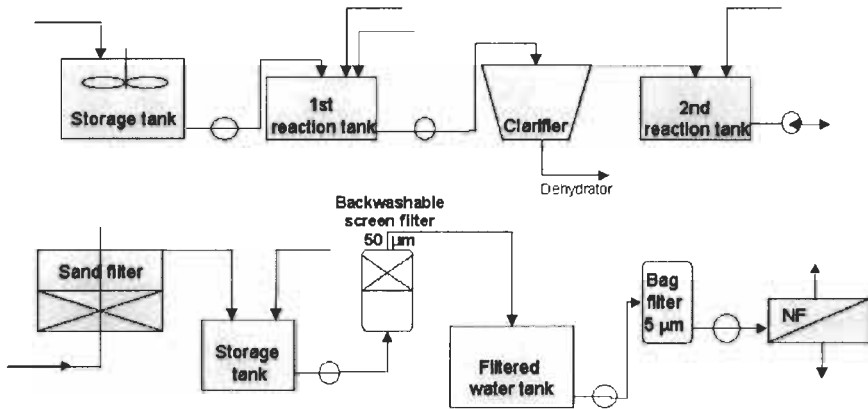 Storage tank
1st
reaction tank
Clarifier
2nd
reaction tank
Dehydrator
Backwashable
screen filter
50 µm
Sand filter
Storage
tank
Filtered
water tank
Bag
filter
5 µm
NF